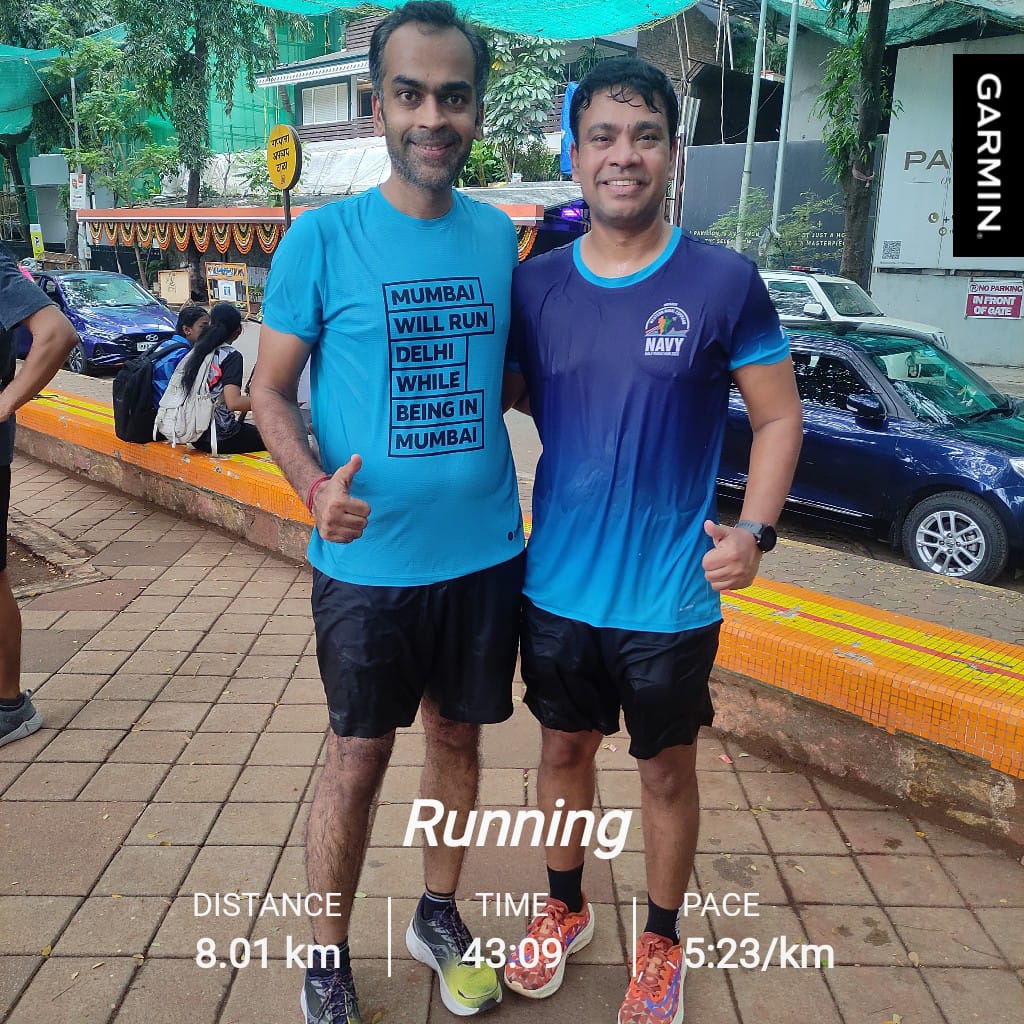 GARMIN
MUMBAI
WILL RUN
DELHI
WHILE
BEING IN
MUMBAI
NAVY
NO PARKING
IN FRONT
OF GATE
Running
DISTANCE
8.01 km
TIME
43:09
PACE
5:23/km